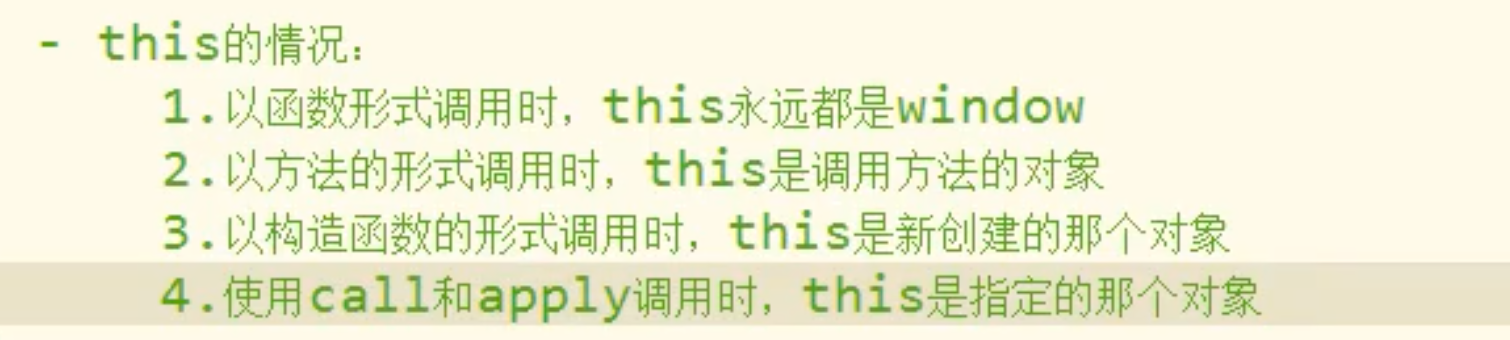 - this的情况：
1.以函数形式调用时，this永远都是window
2.以方法的形式调用时，this是调用方法的对象
3.以构造函数的形式调用时，this是新创建的那个对象
4.使用call和apply调用时，this是指定的那个对象